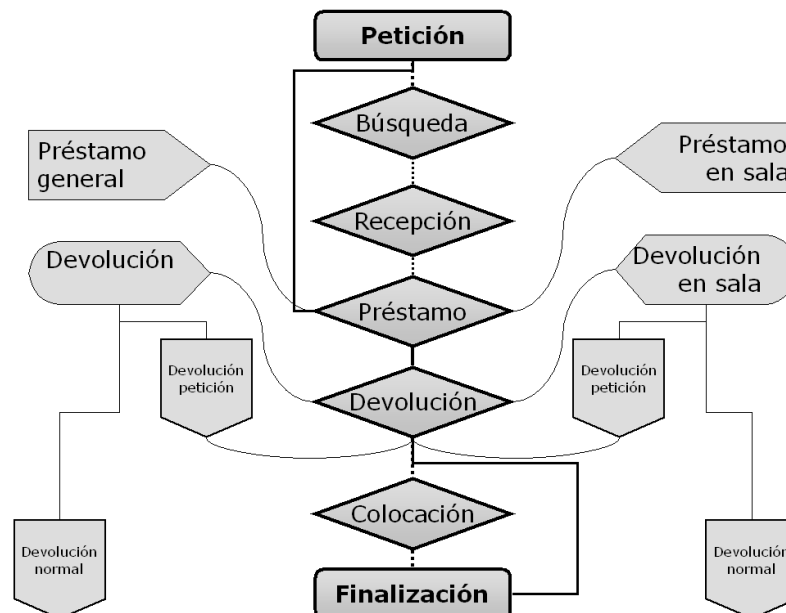 Petición
Búsqueda
Préstamo
general
Préstamo
en sala
Recepción
Devolución
Devolución
en sala
Préstamo
Devolución
petición
Devolución
petición
Devolución
Colocación
Devolución
normal
Devolución
normal
Finalización